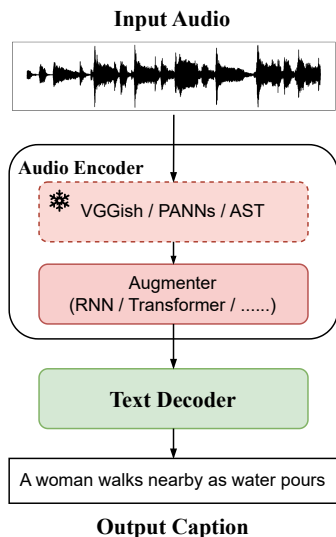 Input Audio
Audio Encoder
VGGish / PANNs / AST
Augmenter
(RNN / Transformer / ......)
Text Decoder
A woman walks nearby as water pours
Output Caption